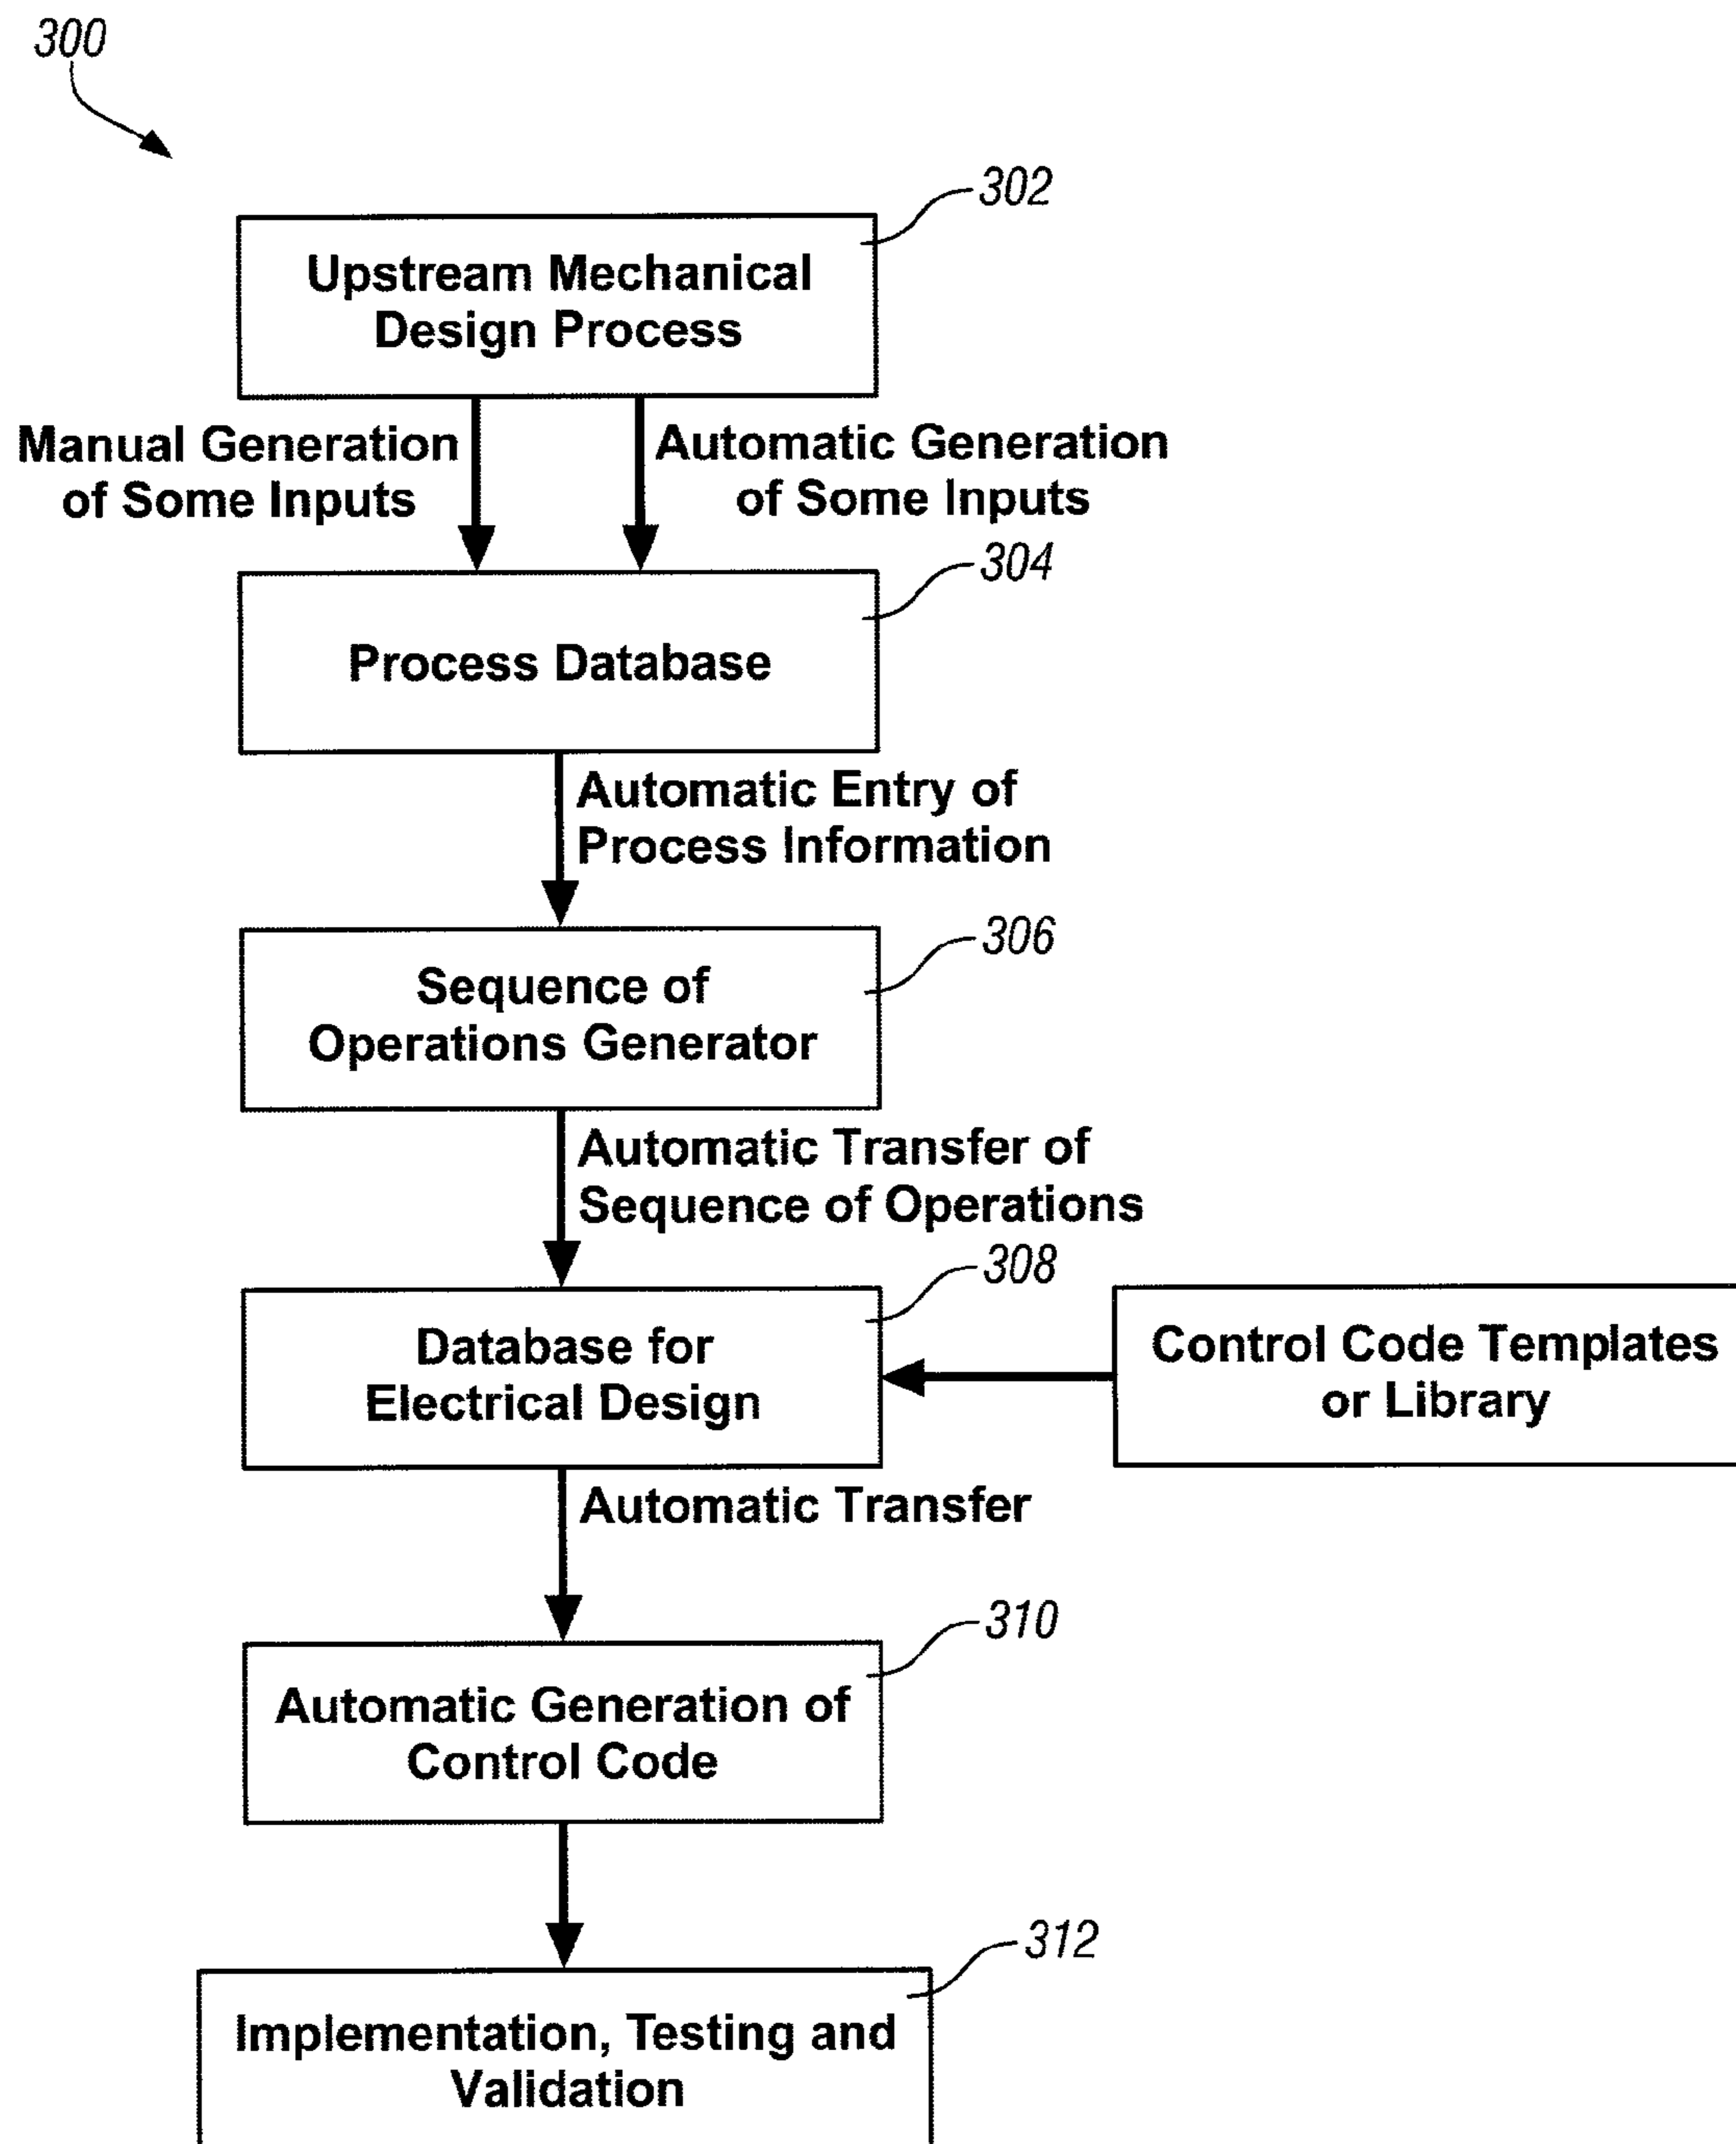 300
302
Upstream Mechanical
Design Process
Manual Generation
of Some Inputs
Automatic Generation
of Some Inputs
304
Process Database
Automatic Entry of
Process Information
306
Sequence of
Operations Generator
Automatic Transfer of
Sequence of Operations
308
Database for
Electrical Design
Control Code Templates
or Library
Automatic Transfer
310
Automatic Generation of
Control Code
312
Implementation, Testing and
Validation